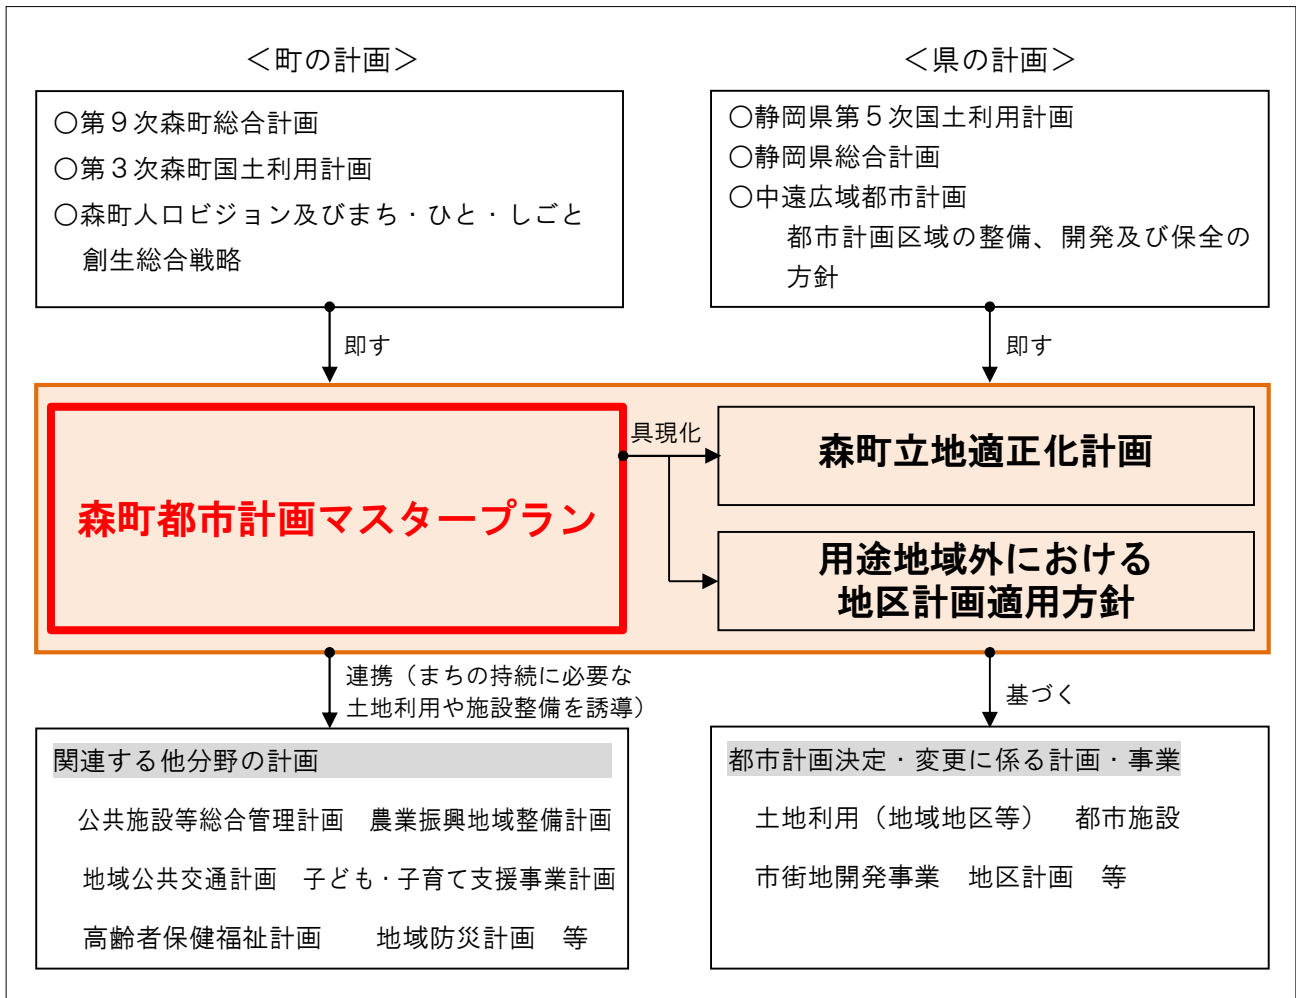 ＜町の計画＞
○第９次森町総合計画
○第３次森町国土利用計画
○森町人口ビジョン及びまち・ひと・しごと
創生総合戦略
＜県の計画＞
○静岡県第５次国土利用計画
○静岡県総合計画
○中遠広域都市計画
都市計画区域の整備、開発及び保全の
方針
即す
即す
森町都市計画マスタープラン
具現化
森町立地適正化計画
用途地域外における
地区計画適用方針
連携（まちの持続に必要な
土地利用や施設整備を誘導）
基づく
関連する他分野の計画
公共施設等総合管理計画　農業振興地域整備計画
地域公共交通計画　子ども・子育て支援事業計画
高齢者保健福祉計画　　地域防災計画　等
都市計画決定・変更に係る計画・事業
土地利用（地域地区等）　都市施設
市街地開発事業　地区計画　等